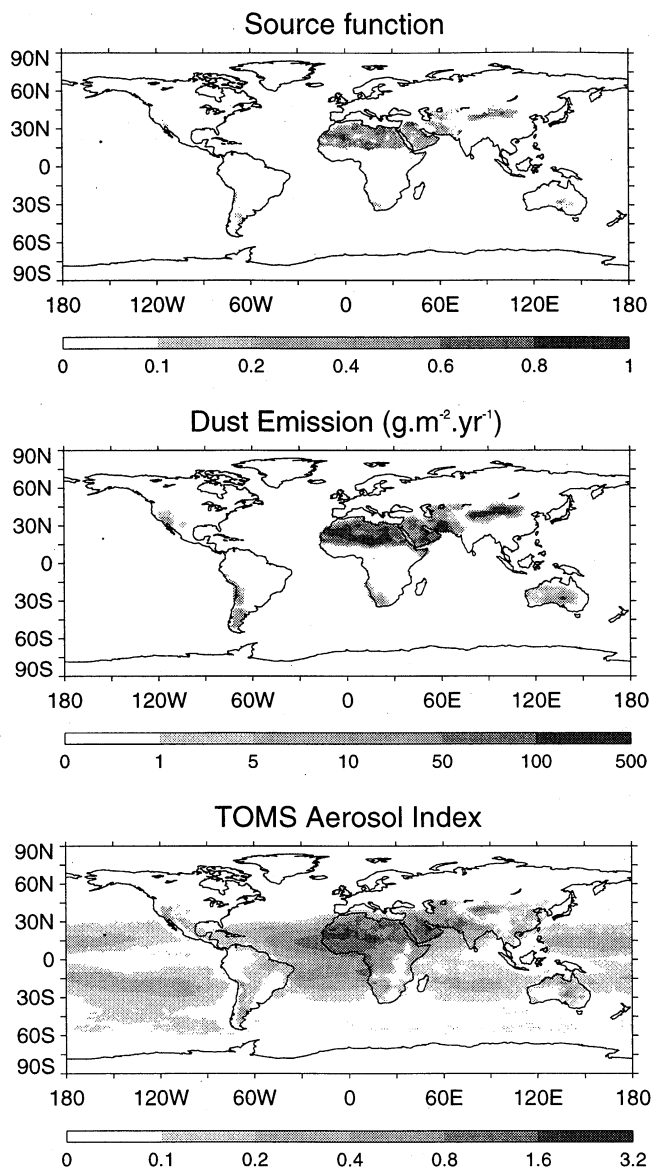 Source function
90N
60N
30N
0
30S
60S
90S
180 120W 60W 0 60E 120E 180
0 0.1 0.2 0.4 0.6 0.8 1
Dust Emission (g.m⁻².yr⁻¹)
90N
60N
30N
0
30S
60S
90S
180 120W 60W 0 60E 120E 180
0 1 5 10 50 100 500
TOMS Aerosol Index
90N
60N
30N
0
30S
60S
90S
180 120W 60W 0 60E 120E 180
0 0.1 0.2 0.4 0.8 1.6 3.2